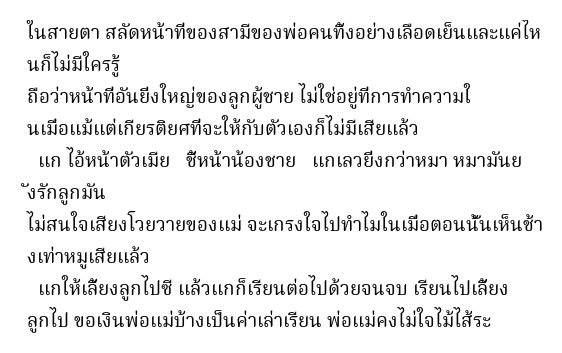 ในสายตา สลัดหน้าที่ของสามีของพ่อคนทิ้งอย่างเลือดเย็นและแค่ไห
นก็ไม่มีใครรู้
ถือว่าหน้าที่อันยิ่งใหญ่ของลูกผู้ชาย ไม่ใช่อยู่ที่การทำความใ
นเมื่อแม้แต่เกียรติยศที่จะให้กับตัวเองก็ไม่มีเสียแล้ว
แก ไอ้หน้าตัวเมีย ชี้หน้าน้องชาย แกเลวยิ่งกว่าหมา หมามันย
ังรักลูกมัน
ไม่สนใจเสียงโวยวายของแม่ จะเกรงใจไปทำไมในเมื่อตอนนั้นเห็นช้า
งเท่าหมูเสียแล้ว
แกให้เลี้ยงลูกไปซี แล้วแกก็เรียนต่อไปด้วยจนจบ เรียนไปเลี้ยง
ลูกไป ขอเงินพ่อแม่บ้างเป็นค่าเล่าเรียน พ่อแม่คงไม่ใจไม้ไส้ระ